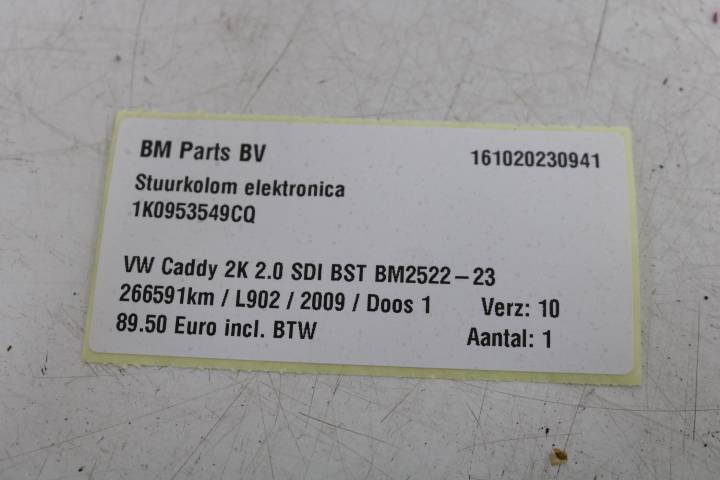 BM Parts BV 161020230941
Stuurkolom elektronica
1K0953549CQ
VW Caddy 2K 2.0 SDI BST BM2522-23
266591km / L902 / 2009 / Doos 1 Verz: 10
89.50 Euro incl. BTW Aantal: 1